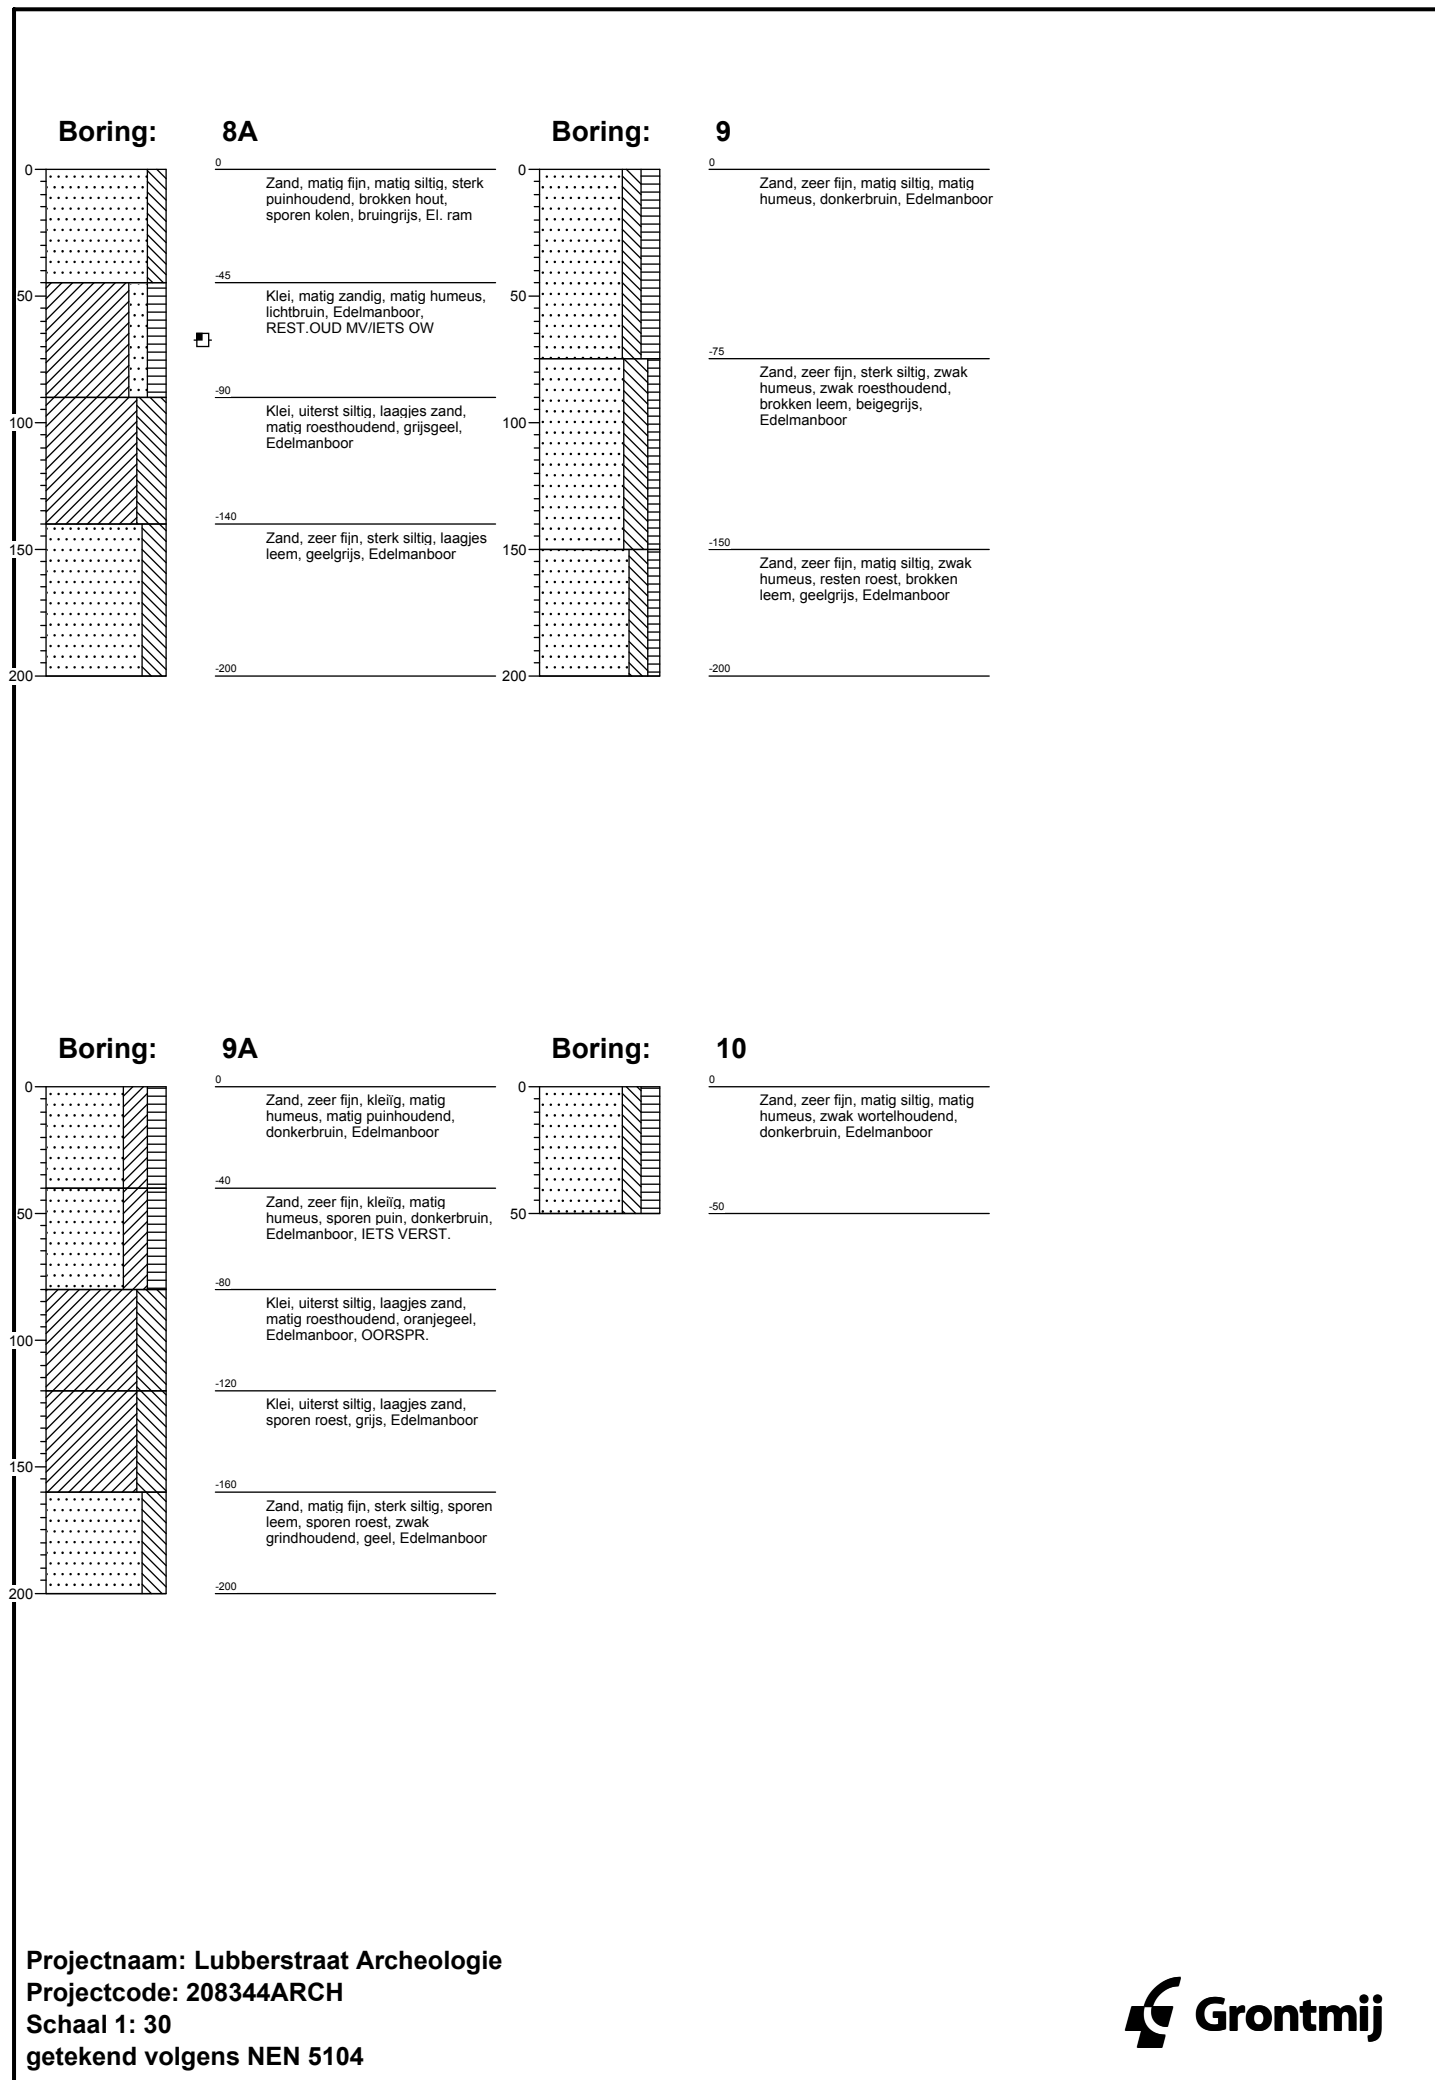 Boring: 8A
0
0
Zand, matig fijn, matig siltig, sterk
puinhoudend, brokken hout,
sporen kolen, bruingrijs, El. ram
-45
50
Klei, matig zandig, matig humeus,
lichtbruin, Edelmanboor,
REST.OUD MV/IETS OW
-90
100
Klei, uiterst siltig, laagjes zand,
matig roesthoudend, grijsgeel,
Edelmanboor
-140
150
Zand, zeer fijn, sterk siltig, laagjes
leem, geelgrijs, Edelmanboor
-200
200
Boring: 9
0
0
Zand, zeer fijn, matig siltig, matig
humeus, donkerbruin, Edelmanboor
50
-75
Zand, zeer fijn, sterk siltig, zwak
humeus, zwak roesthoudend,
brokken leem, beigegrijs,
Edelmanboor
100
150
-150
Zand, zeer fijn, matig siltig, zwak
humeus, resten roest, brokken
leem, geelgrijs, Edelmanboor
200
-200
Boring: 9A
0
0
Zand, zeer fijn, kleiïg, matig
humeus, matig puinhoudend,
donkerbruin, Edelmanboor
-40
50
Zand, zeer fijn, kleiïg, matig
humeus, sporen puin, donkerbruin,
Edelmanboor, IETS VERST.
-80
Klei, uiterst siltig, laagjes zand,
matig roesthoudend, oranjegeel,
Edelmanboor, OORSPR.
100
-120
Klei, uiterst siltig, laagjes zand,
sporen roest, grijs, Edelmanboor
150
-160
Zand, matig fijn, sterk siltig, sporen
leem, sporen roest, zwak
grindhoudend, geel, Edelmanboor
200
-200
Boring: 10
0
0
Zand, zeer fijn, matig siltig, matig
humeus, zwak wortelhoudend,
donkerbruin, Edelmanboor
50
-50
Projectnaam: Lubberstraat Archeologie
Projectcode: 208344ARCH
Schaal 1: 30
getekend volgens NEN 5104
Grontmij